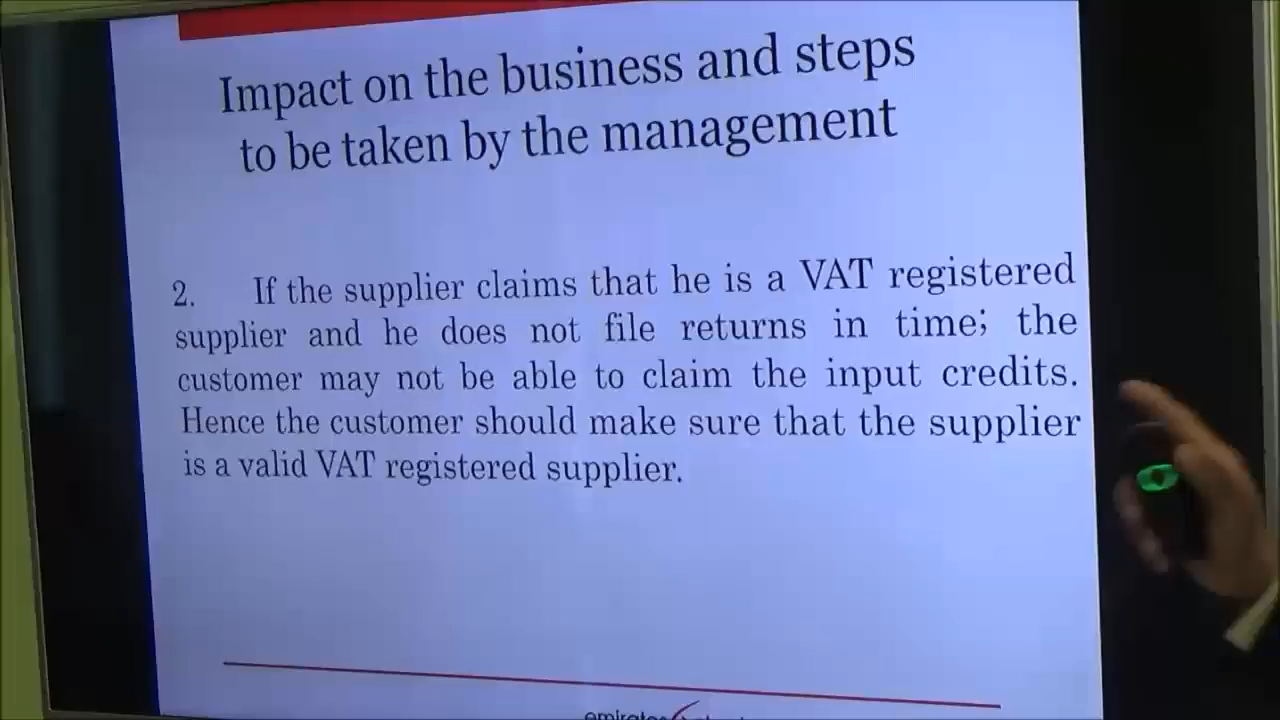 Impact on the business and steps
to be taken by the management
2. If the supplier claims that he is a VAT registered
supplier and he does not file returns in time; the
customer may not be able to claim the input credits.
Hence the customer should make sure that the supplier
is a valid VAT registered supplier.